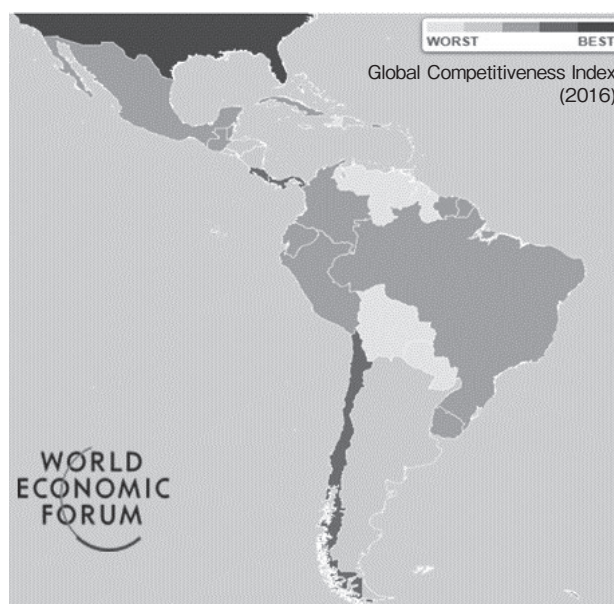 WORST BEST
Global Competitiveness Index
(2016)
WORLD
ECONOMIC
FORUM